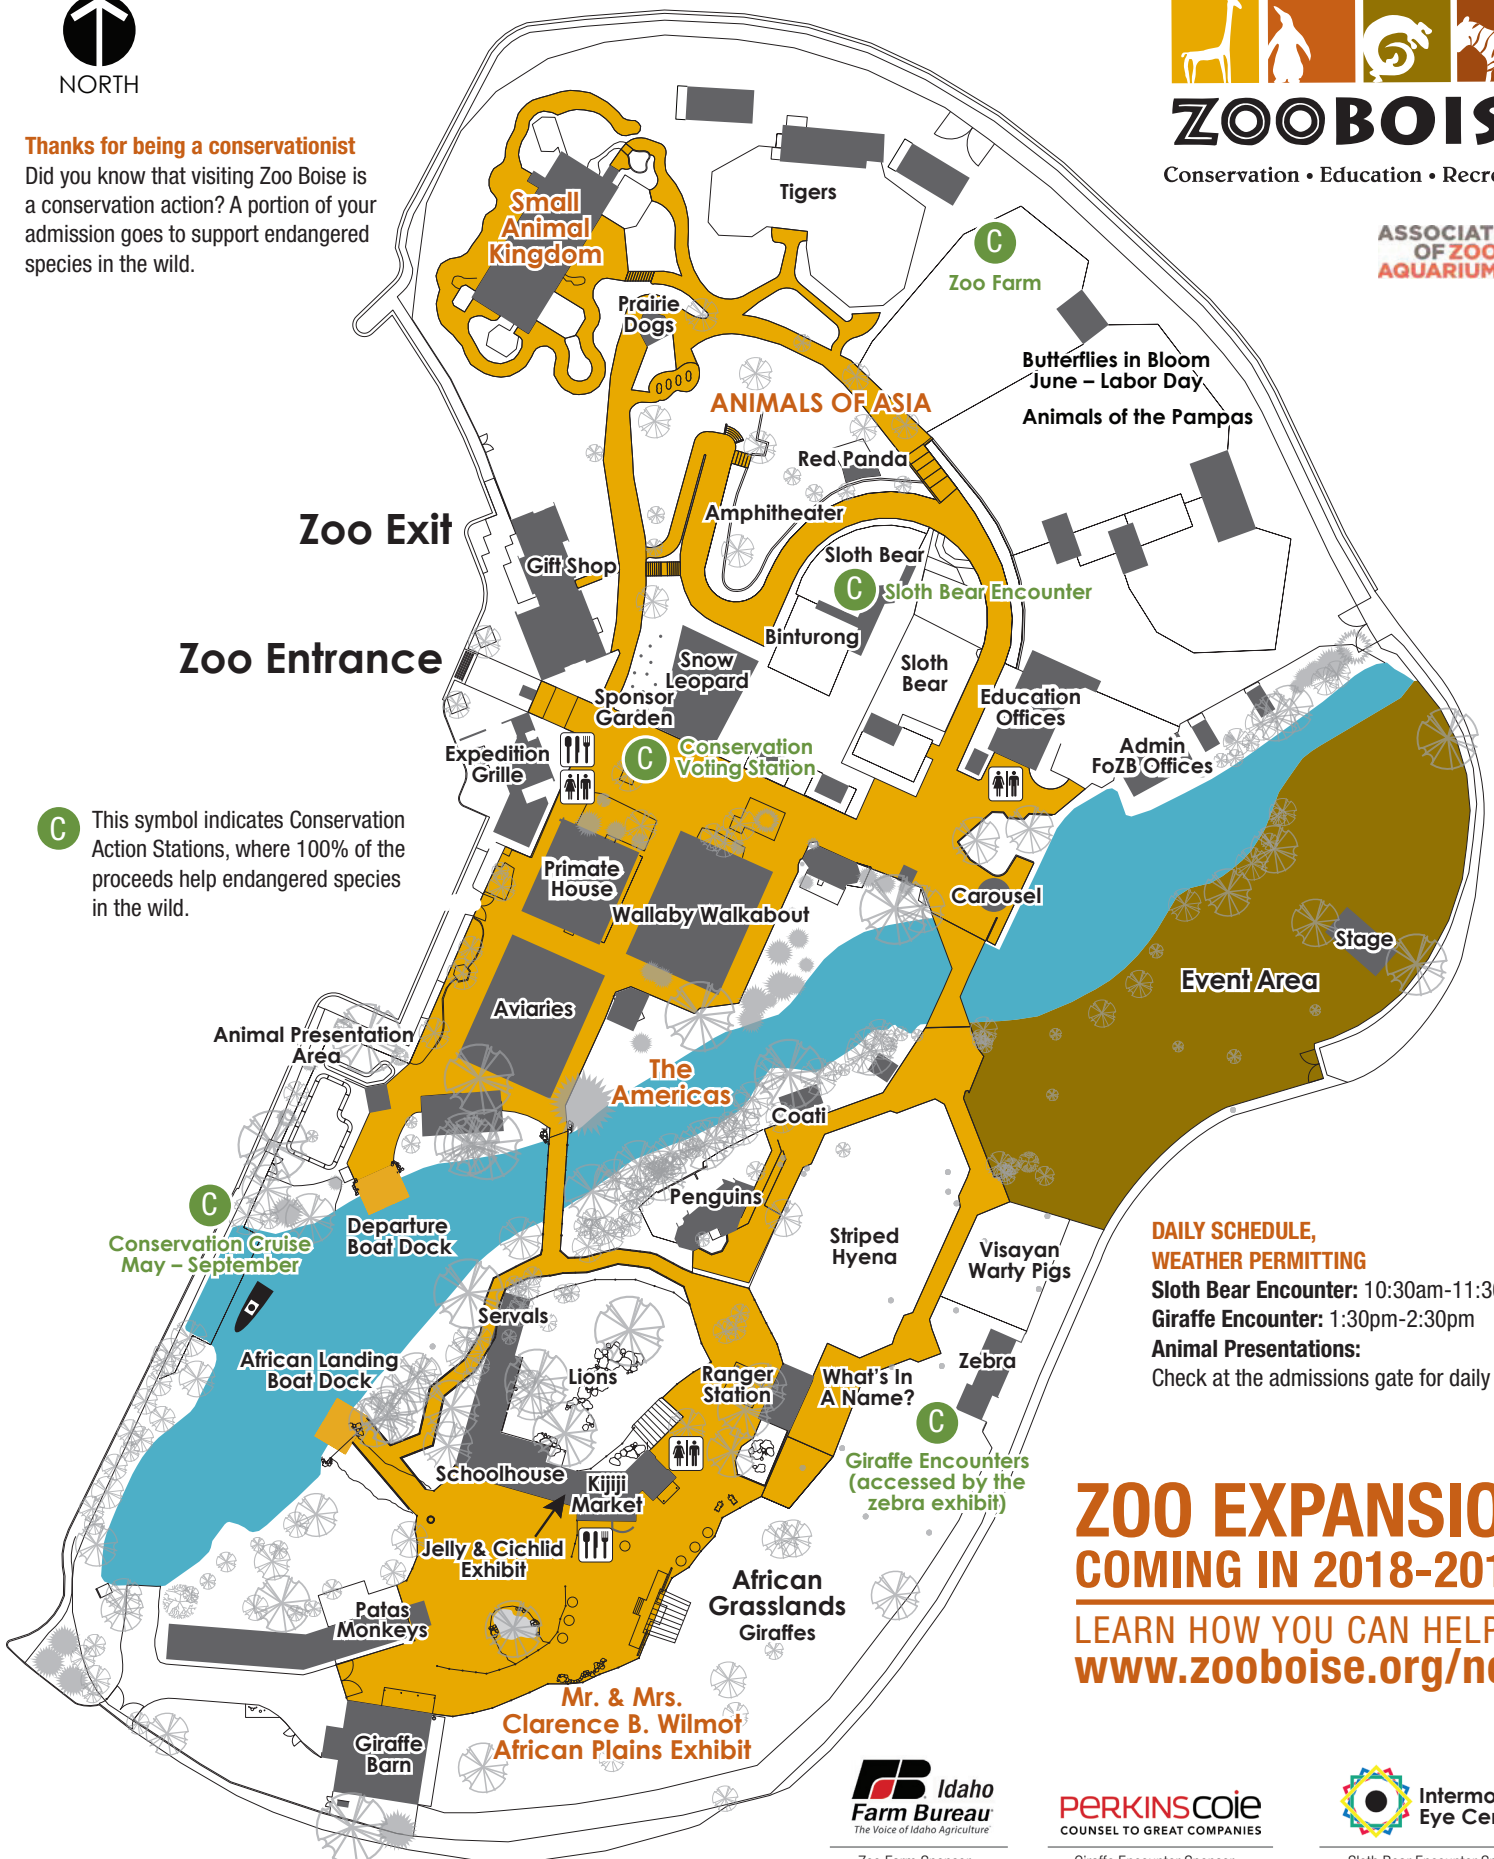 NORTH
Thanks for being a conservationist
Did you know that visiting Zoo Boise is
a conservation action? A portion of your
admission goes to support endangered
species in the wild.
ZOOBOIS
Conservation • Education • Recre
ASSOCIAT
OF ZOO
AQUARIUM
Small
Animal
Kingdom
Tigers
C
Zoo Farm
Prairie
Dogs
Butterflies in Bloom
June – Labor Day
Animals of the Pampas
ANIMALS OF ASIA
Red Panda
Amphitheater
Zoo Exit
Gift Shop
Sloth Bear
C
Sloth Bear Encounter
Binturong
Zoo Entrance
Snow
Leopard
Sloth
Bear
Sponsor
Garden
Education
Offices
Expedition
Grille
C
Conservation
Voting Station
Admin
FoZB Offices
C
This symbol indicates Conservation
Action Stations, where 100% of the
proceeds help endangered species
in the wild.
Primate
House
Wallaby Walkabout
Carousel
Stage
Event Area
Aviaries
Animal Presentation
Area
The
Americas
Coati
Penguins
C
Conservation Cruise
May – September
Departure
Boat Dock
Striped
Hyena
Visayan
Warty Pigs
DAILY SCHEDULE,
WEATHER PERMITTING
Sloth Bear Encounter: 10:30am-11:30
Giraffe Encounter: 1:30pm-2:30pm
Animal Presentations:
Check at the admissions gate for daily
Servals
African Landing
Boat Dock
Lions
Ranger
Station
What's In
A Name?
Zebra
C
Giraffe Encounters
(accessed by the
zebra exhibit)
Schoolhouse
Kijiji
Market
Jelly & Cichlid
Exhibit
African
Grasslands
Giraffes
Patas
Monkeys
ZOO EXPANSIO
COMING IN 2018-201
LEARN HOW YOU CAN HELP
www.zooboise.org/ne
Mr. & Mrs.
Clarence B. Wilmot
African Plains Exhibit
Giraffe
Barn
FB Idaho
Farm Bureau
The Voice of Idaho Agriculture
PERKINS COIE
COUNSEL TO GREAT COMPANIES
Intermo
Eye Cen
Zoo Farm Sponsor
Giraffe Encounter Sponsor